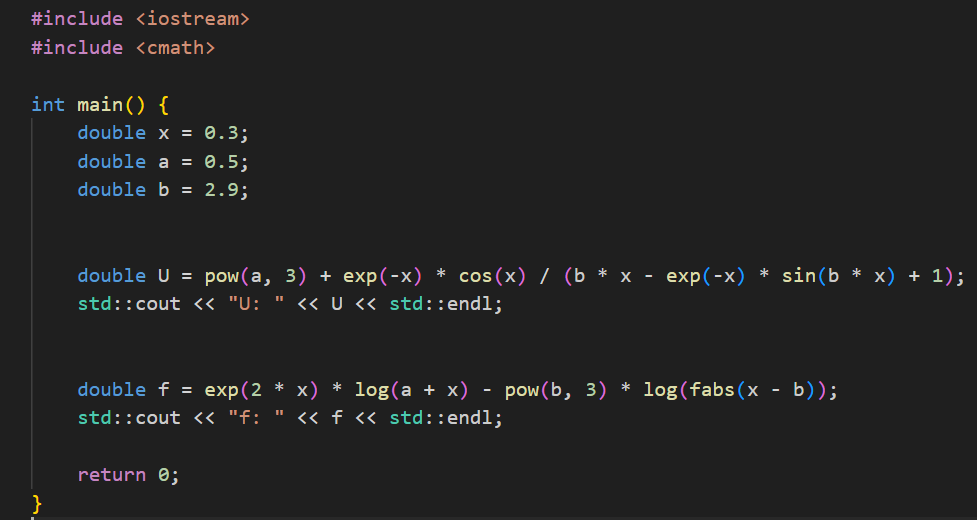 #include <iostream>
#include <cmath>
int main() {
double x = 0.3;
double a = 0.5;
double b = 2.9;
double U = pow(a, 3) + exp(-x) * cos(x) / (b * x - exp(-x) * sin(b * x) + 1);
std::cout << "U: " << U << std::endl;
double f = exp(2 * x) * log(a + x) - pow(b, 3) * log(fabs(x - b));
std::cout << "f: " << f << std::endl;
return 0;
}